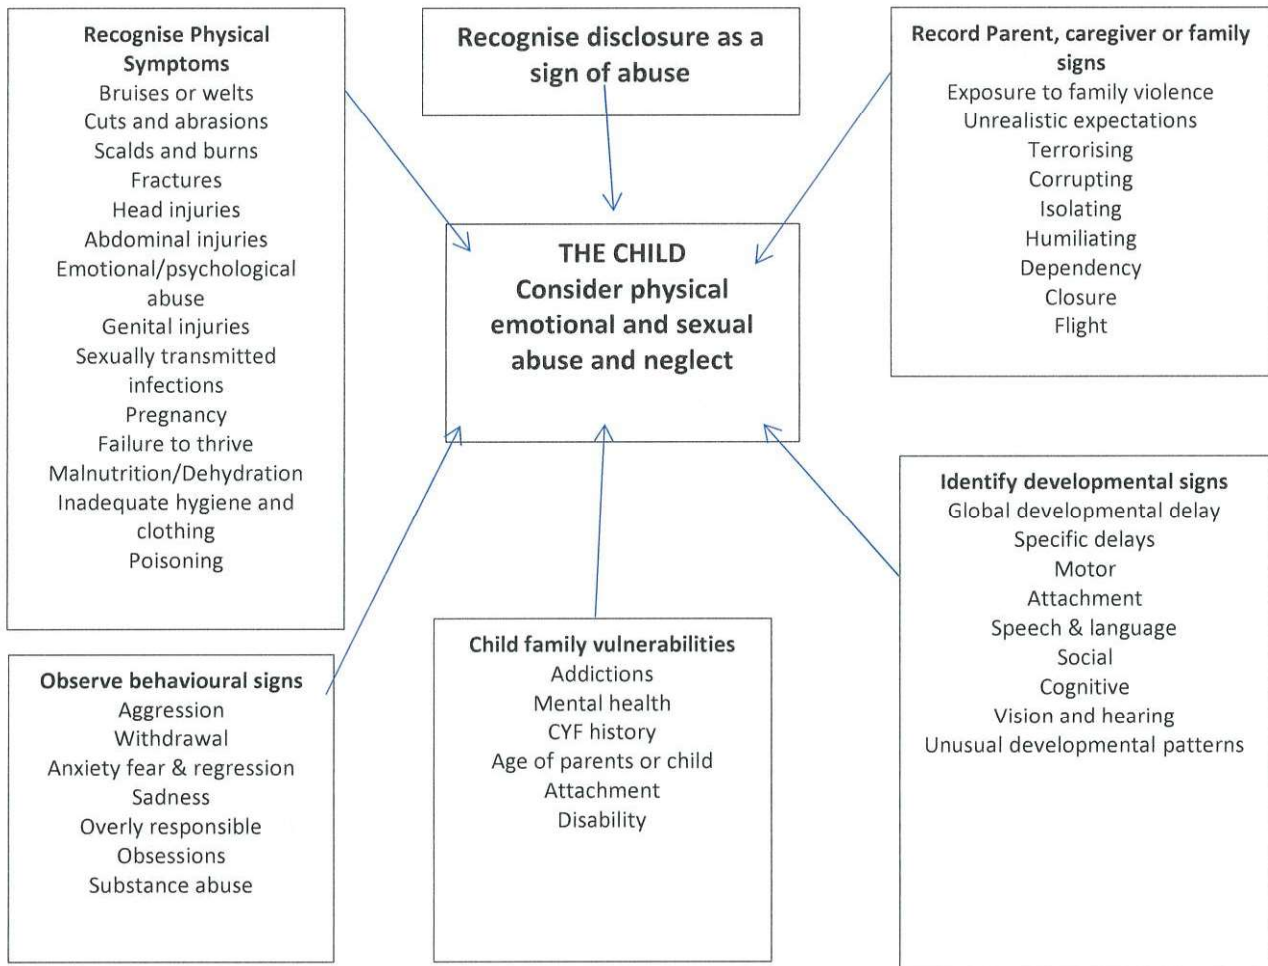 Recognise Physical
Symptoms
Bruises or welts
Cuts and abrasions
Scalds and burns
Fractures
Head injuries
Abdominal injuries
Emotional/psychological
abuse
Genital injuries
Sexually transmitted
infections
Pregnancy
Failure to thrive
Malnutrition/Dehydration
Inadequate hygiene and
clothing
Poisoning
Recognise disclosure as a
sign of abuse
Record Parent, caregiver or family
signs
Exposure to family violence
Unrealistic expectations
Terrorising
Corrupting
Isolating
Humiliating
Dependency
Closure
Flight
THE CHILD
Consider physical
emotional and sexual
abuse and neglect
Observe behavioural signs
Aggression
Withdrawal
Anxiety fear & regression
Sadness
Overly responsible
Obsessions
Substance abuse
Child family vulnerabilities
Addictions
Mental health
CYF history
Age of parents or child
Attachment
Disability
Identify developmental signs
Global developmental delay
Specific delays
Motor
Attachment
Speech & language
Social
Cognitive
Vision and hearing
Unusual developmental patterns